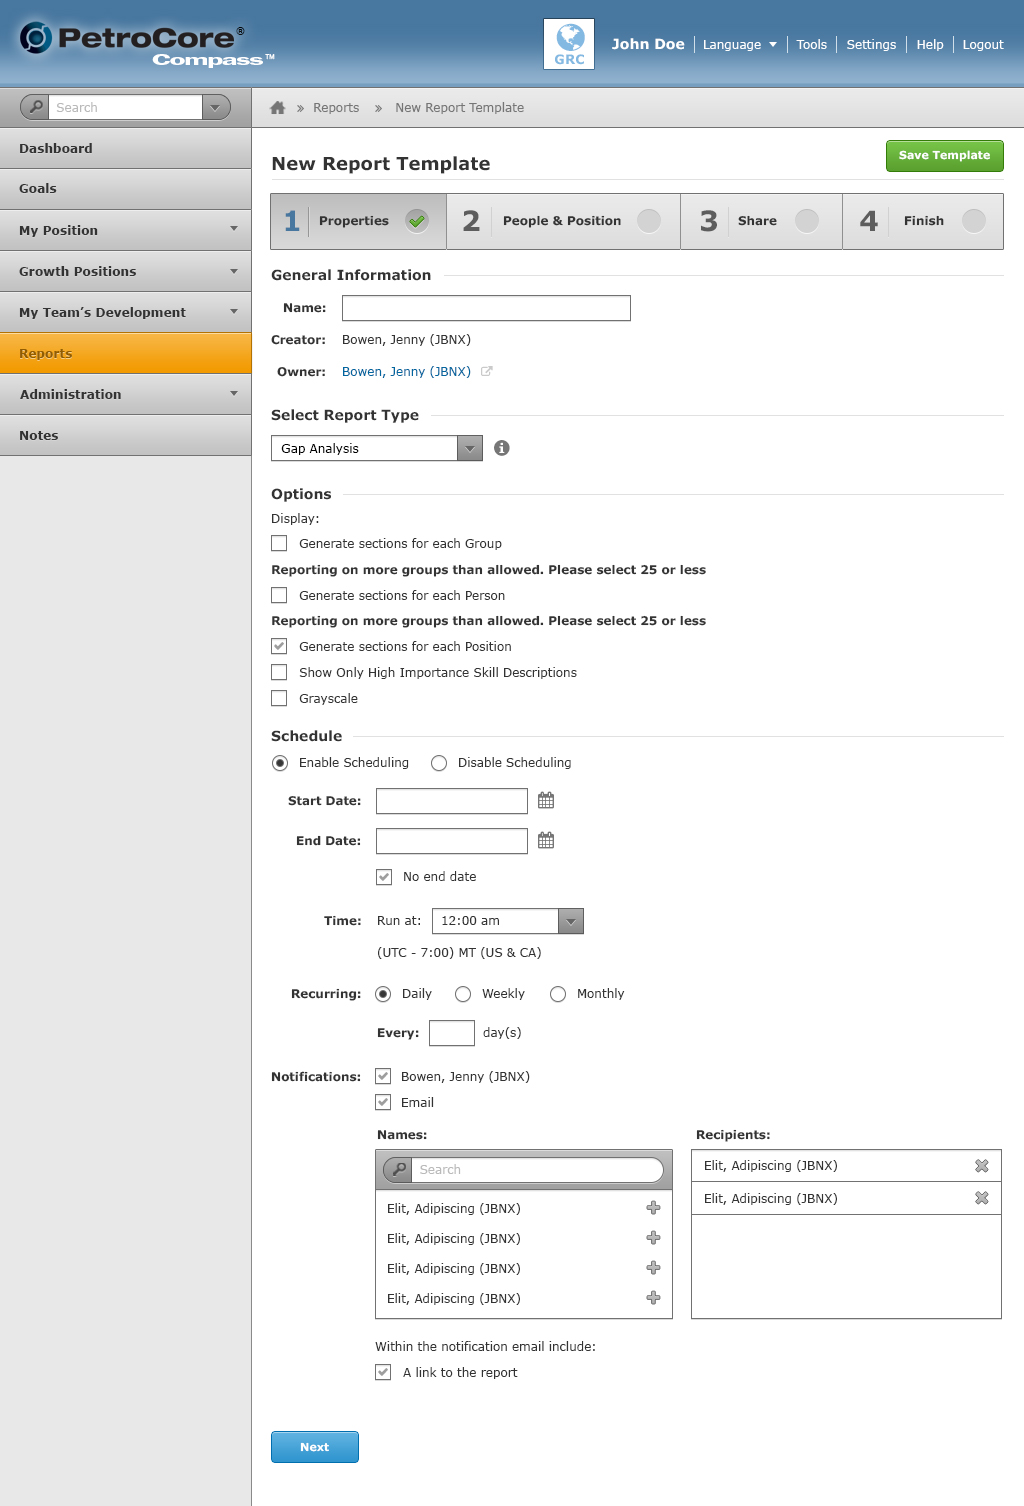 PetroCore®
Compass™
GRC
John Doe
Language
Tools
Settings
Help
Logout
Search
» Reports » New Report Template
Dashboard
Goals
My Position
Growth Positions
My Team's Development
Reports
Administration
Notes
New Report Template
Save Template
1 Properties
2 People & Position
3 Share
4 Finish
General Information
Name:
Creator: Bowen, Jenny (JBNX)
Owner: Bowen, Jenny (JBNX)
Select Report Type
Gap Analysis
Options
Display:
Generate sections for each Group
Reporting on more groups than allowed. Please select 25 or less
Generate sections for each Person
Reporting on more groups than allowed. Please select 25 or less
Generate sections for each Position
Show Only High Importance Skill Descriptions
Grayscale
Schedule
Enable Scheduling Disable Scheduling
Start Date:
End Date:
No end date
Time: Run at: 12:00 am
(UTC - 7:00) MT (US & CA)
Recurring: Daily Weekly Monthly
Every: day(s)
Notifications: Bowen, Jenny (JBNX)
Email
Names:
Search
Elit, Adipiscing (JBNX)
Elit, Adipiscing (JBNX)
Elit, Adipiscing (JBNX)
Elit, Adipiscing (JBNX)
Recipients:
Elit, Adipiscing (JBNX)
Elit, Adipiscing (JBNX)
Within the notification email include:
A link to the report
Next